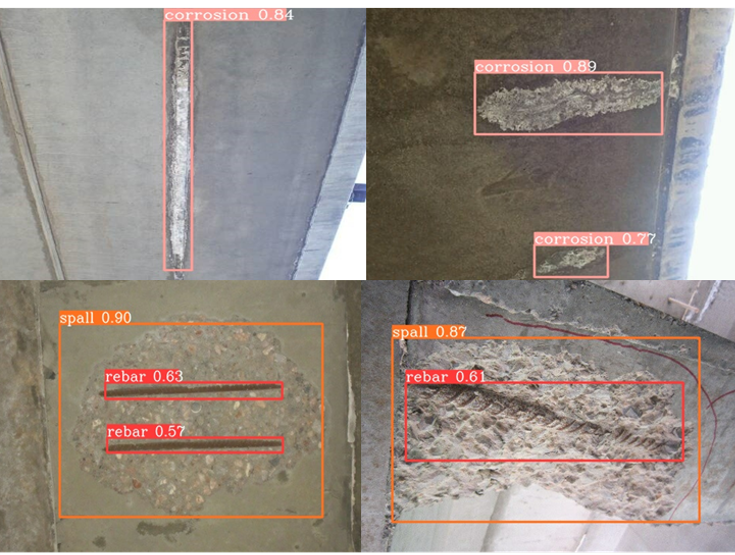 corrosion 0.84
corrosion 0.89
corrosion 0.77
spall 0.90
rebar 0.63
rebar 0.57
spall 0.87
rebar 0.61